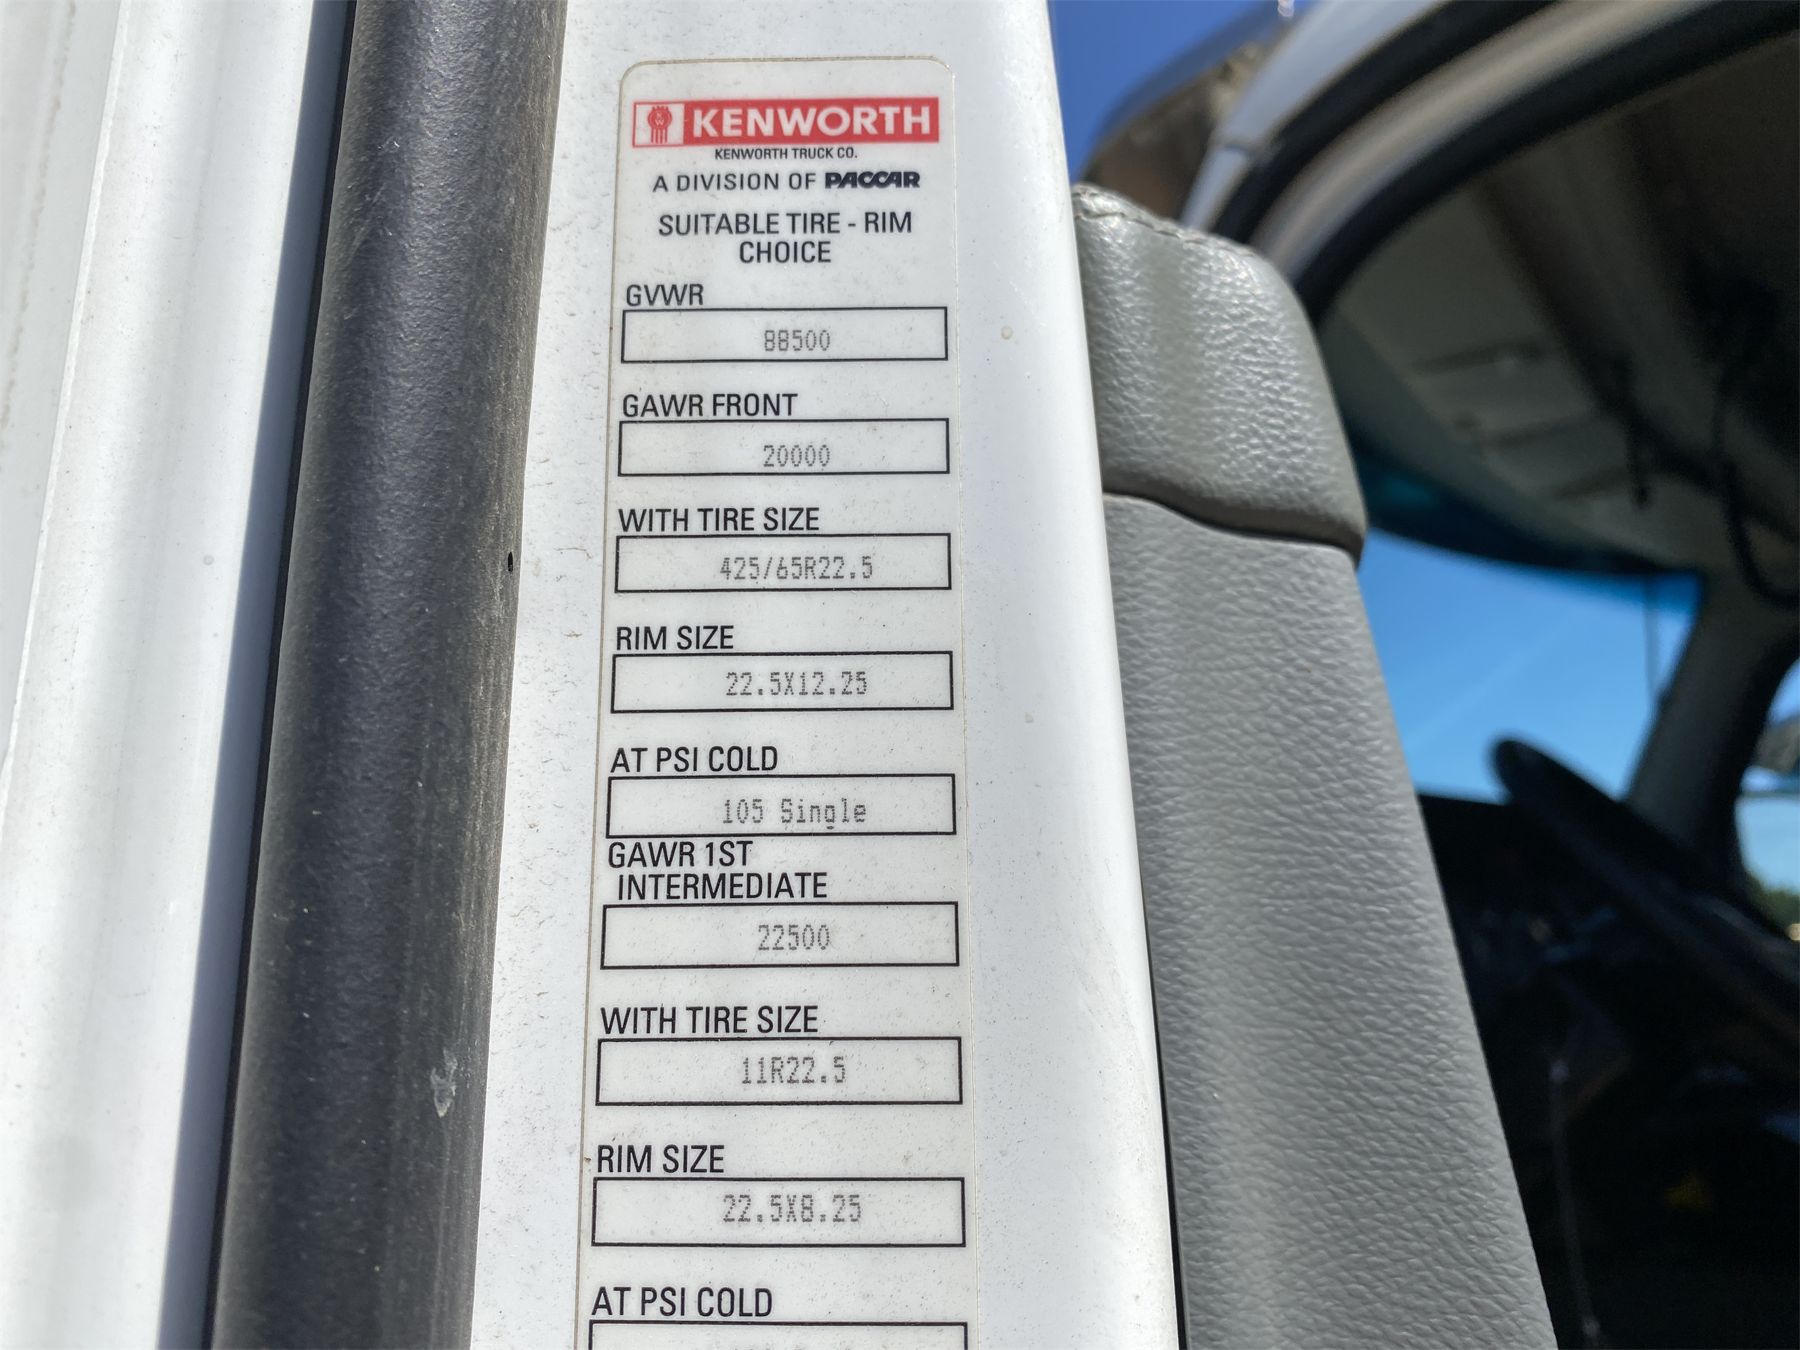 KENWORTH
KENWORTH TRUCK CO.
A DIVISION OF PACCAR
SUITABLE TIRE - RIM
CHOICE
GVWR
88500
GAWR FRONT
20000
WITH TIRE SIZE
425/65R22.5
RIM SIZE
22.5X12.25
AT PSI COLD
105 Single
GAWR 1ST
INTERMEDIATE
22500
WITH TIRE SIZE
11R22.5
RIM SIZE
22.5X8.25
AT PSI COLD